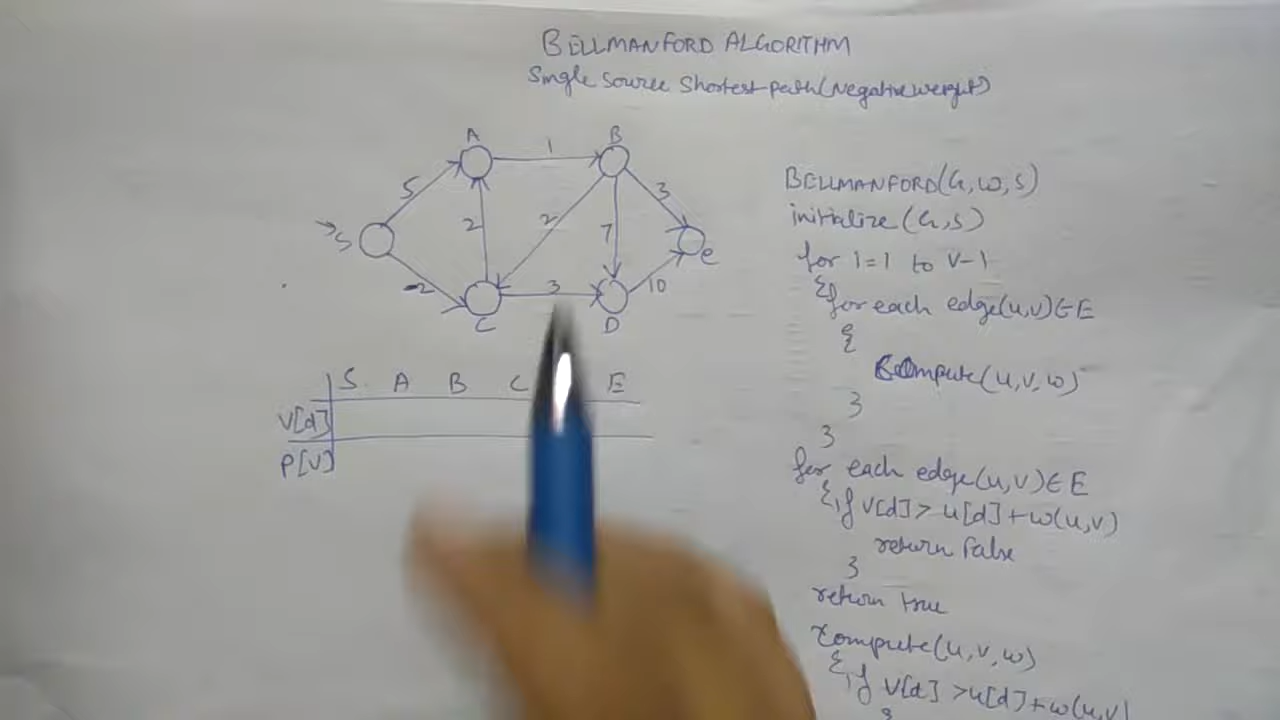 BELLMANFORD ALGORITHM
Single Source Shortest path (Negative weight)
A
B
1
5
3
2
2
7
S
e
-2
3
10
C
D
S A B C E
V[d]
P[V]
BELLMANFORD(G, W, S)
initialize (G, S)
for i=1 to V-1
{for each edge(u,v)∈E
{
Compute(u, v, w)
}
}
for each edge(u, v)∈E
{if V[d] > u[d] + w(u,v)
return False
}
return true
Compute(u, v, w)
{if V[d] > u[d] + w(u, v)
{